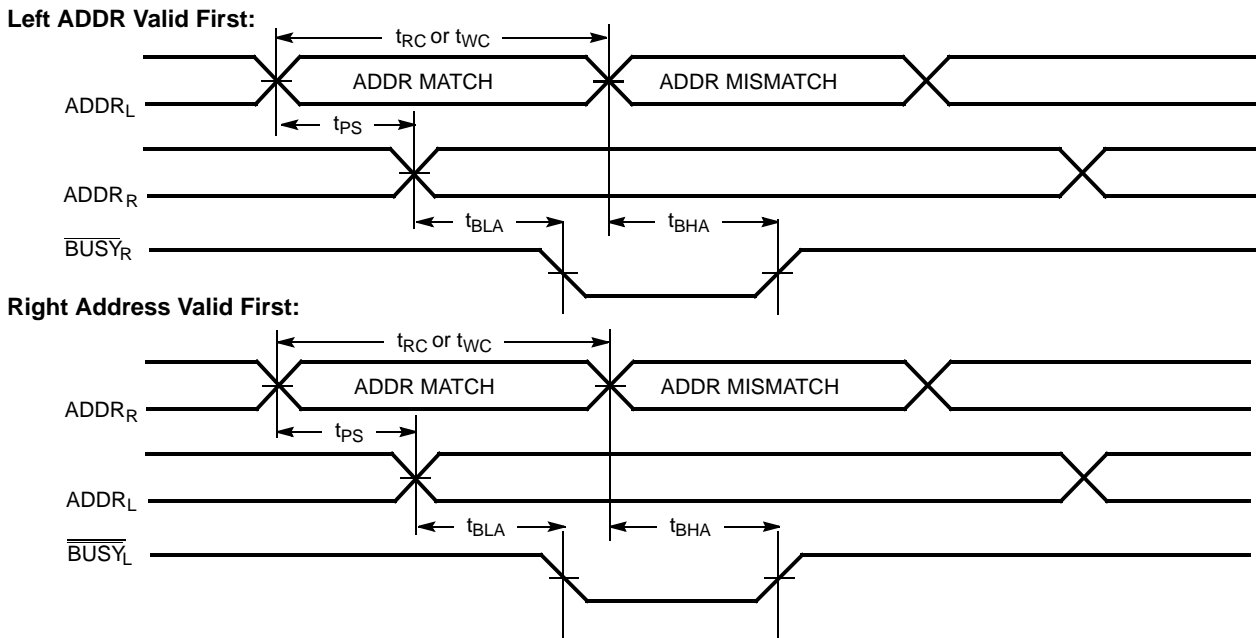 Left ADDR Valid First:
tRC or tWC
ADDR MATCH
ADDR MISMATCH
ADDRL
tPS
ADDRR
tBLA
tBHA
BUSYR
Right Address Valid First:
tRC or tWC
ADDR MATCH
ADDR MISMATCH
ADDRR
tPS
ADDRL
tBLA
tBHA
BUSYL